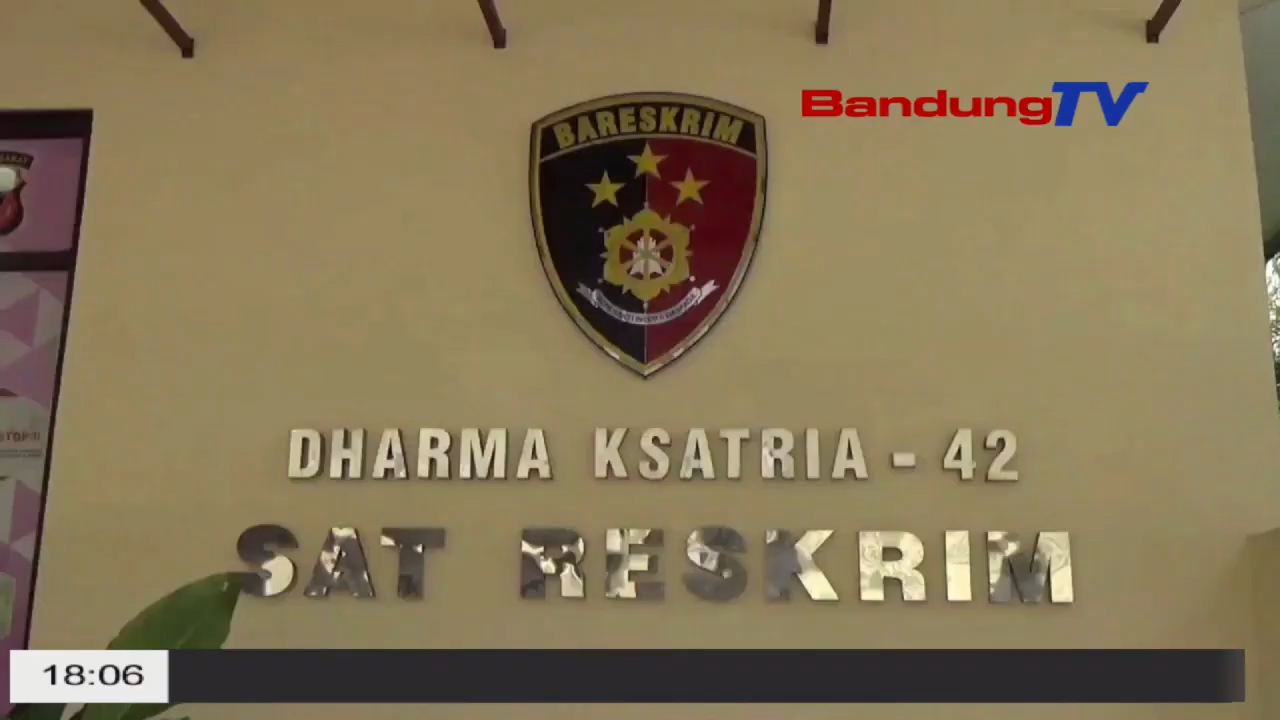 BandungTV
BARESKRIM
DHARMA KSATRIA - 42
SAT RESKRIM
18:06